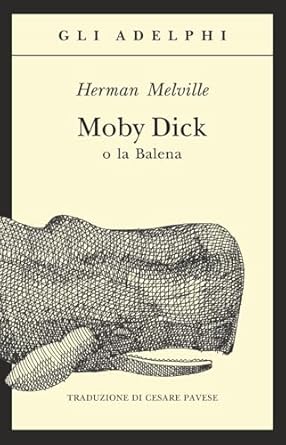 GLI ADELPHI
Herman Melville
Moby Dick
o la Balena
TRADUZIONE DI CESARE PAVESE